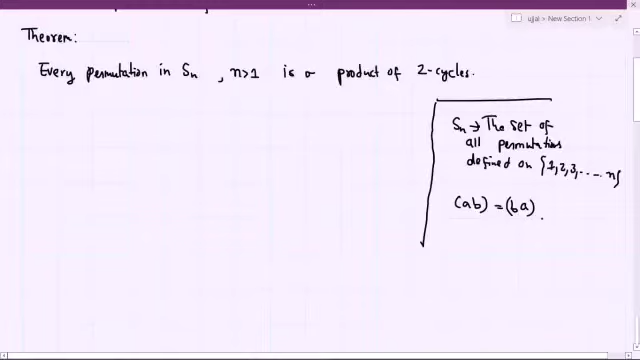 ujjal > New Section 1
Theorem:
Every permutation in Sn , n>1 is a product of 2-cycles.
Sn → The set of
all permutations
defined on {1,2,3,.....n}
(ab) = (ba)